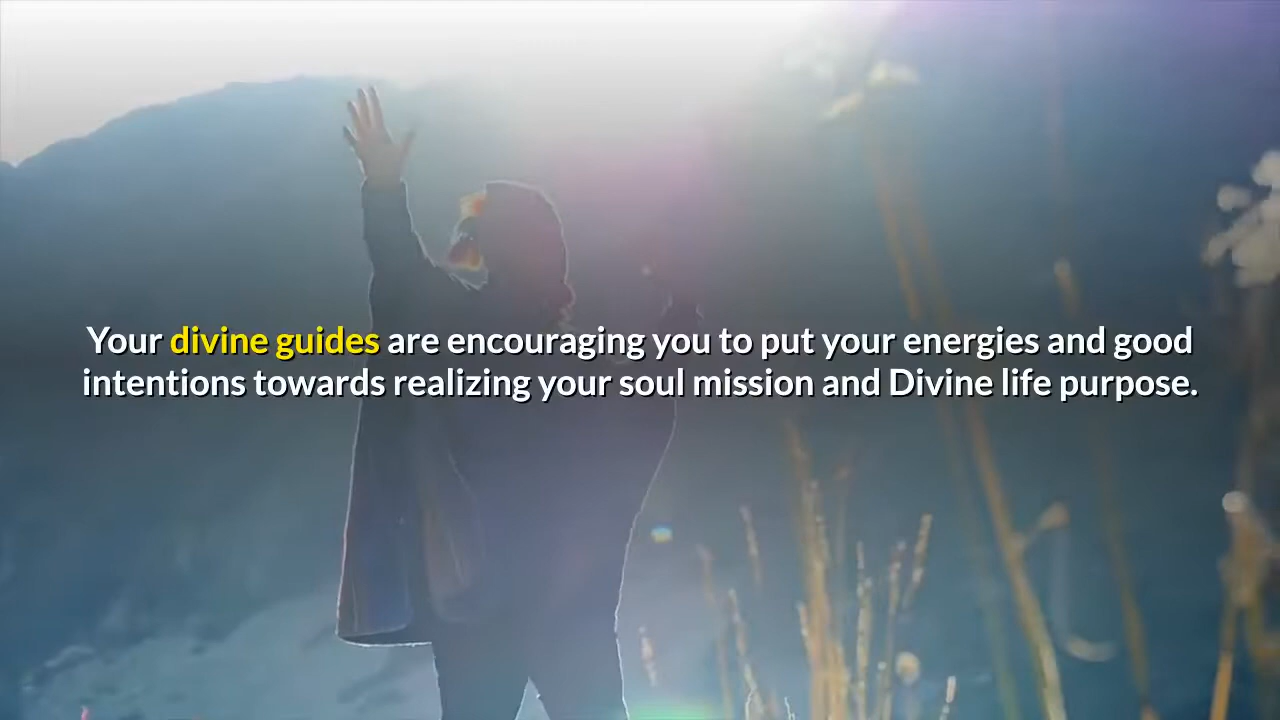 Your divine guides are encouraging you to put your energies and good
intentions towards realizing your soul mission and Divine life purpose.